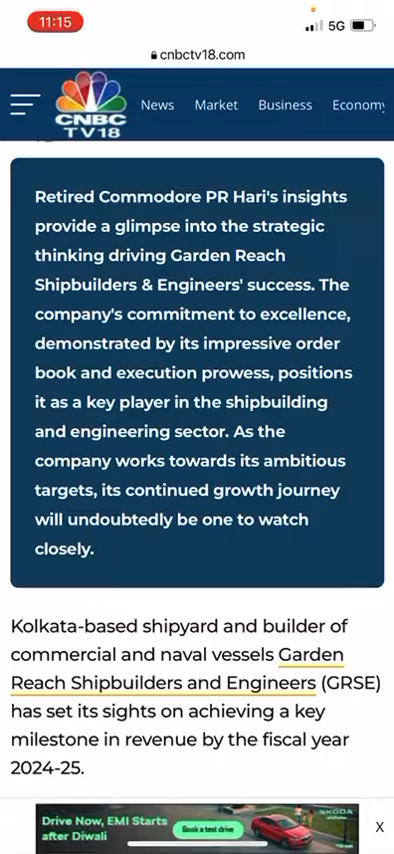 11:15
5G
cnbctv18.com
CNBC
TV18
News Market Business Economy
Retired Commodore PR Hari's insights
provide a glimpse into the strategic
thinking driving Garden Reach
Shipbuilders & Engineers' success. The
company's commitment to excellence,
demonstrated by its impressive order
book and execution prowess, positions
it as a key player in the shipbuilding
and engineering sector. As the
company works towards its ambitious
targets, its continued growth journey
will undoubtedly be one to watch
closely.
Kolkata-based shipyard and builder of
commercial and naval vessels Garden
Reach Shipbuilders and Engineers (GRSE)
has set its sights on achieving a key
milestone in revenue by the fiscal year
2024-25.
Drive Now, EMI Starts
after Diwali
Book a test drive
SKODA
X